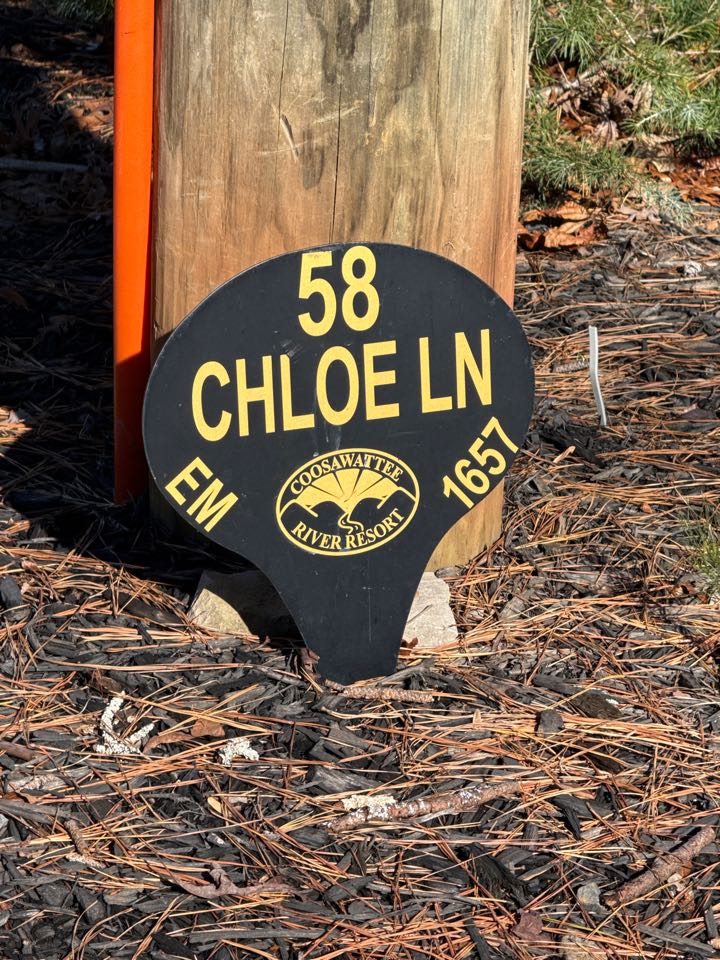 58
CHLOE LN
EM
1657
COOSAWATTEE
RIVER RESORT